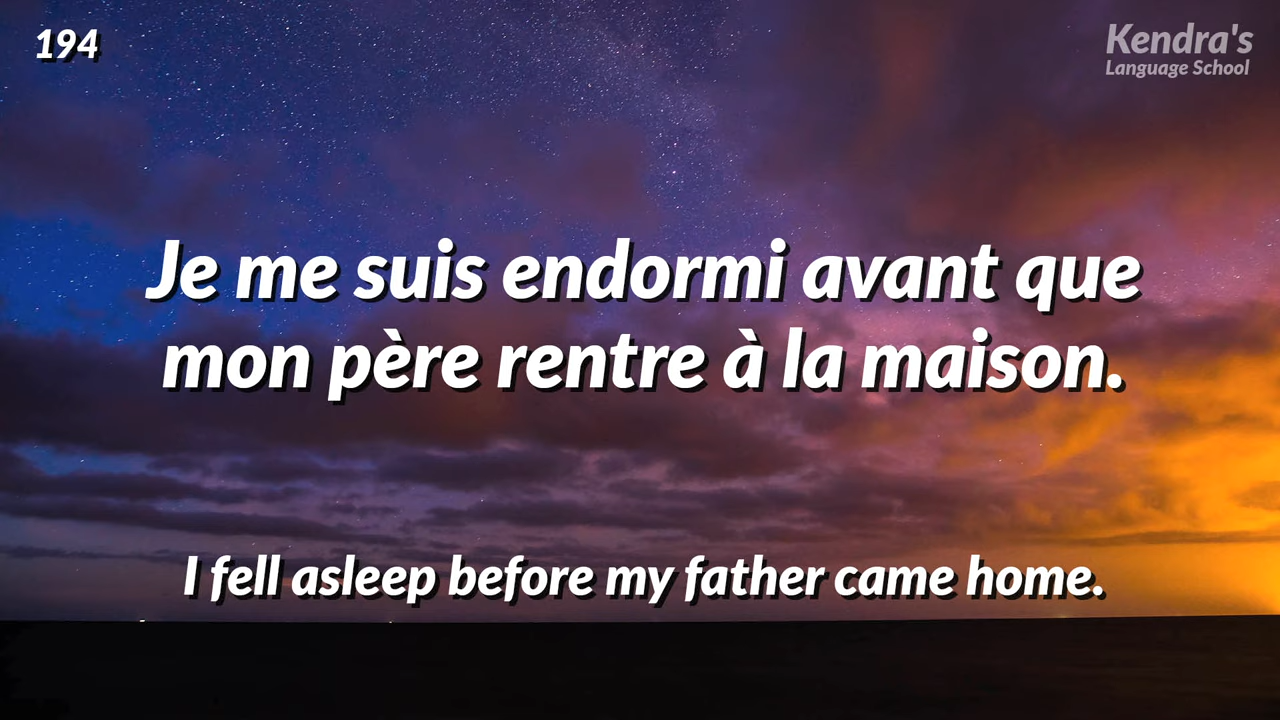 194
Kendra's
Language School
Je me suis endormi avant que
mon père rentre à la maison.
I fell asleep before my father came home.